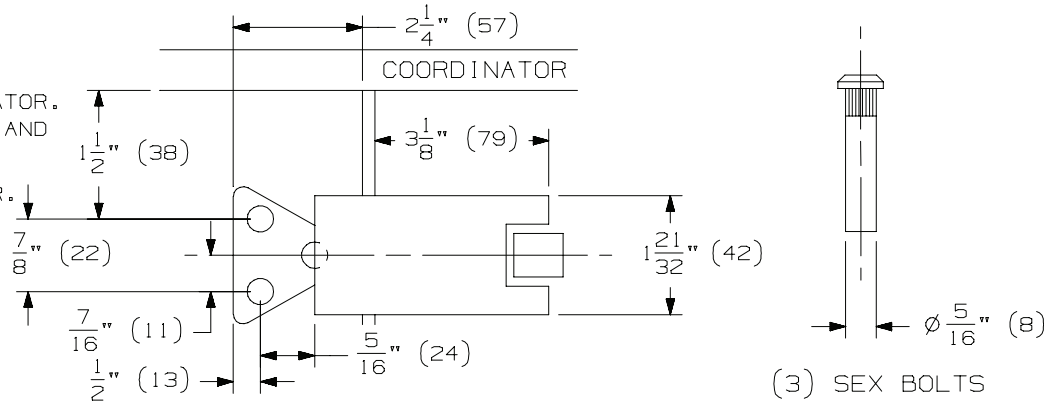 2 1/4" (57)
COORDINATOR
ATOR.
AND
1 1/2" (38)
3 1/8" (79)
R.
7/8" (22)
1 21/32" (42)
7/16" (11)
5/16" (24)
1/2" (13)
Ø 5/16" (8)
(3) SEX BOLTS